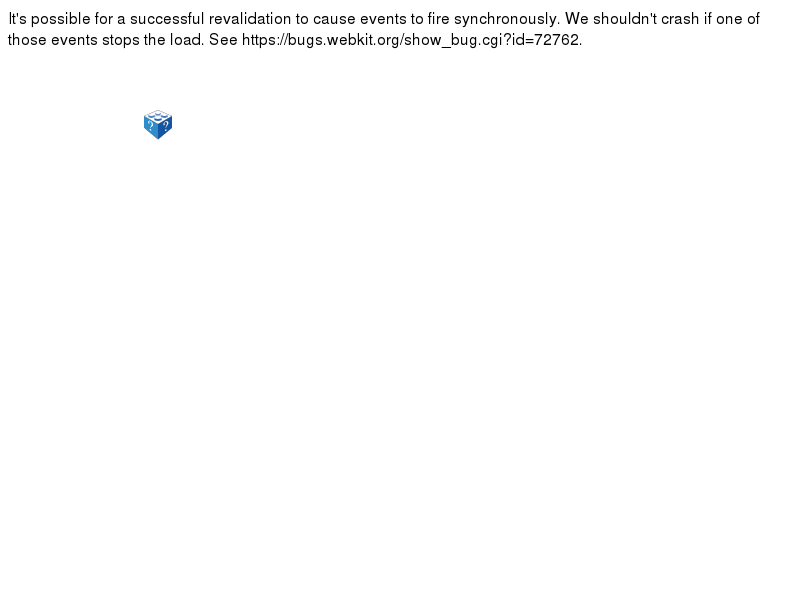 It's possible for a successful revalidation to cause events to fire synchronously. We shouldn't crash if one of
those events stops the load. See https://bugs.webkit.org/show_bug.cgi?id=72762.
? ?